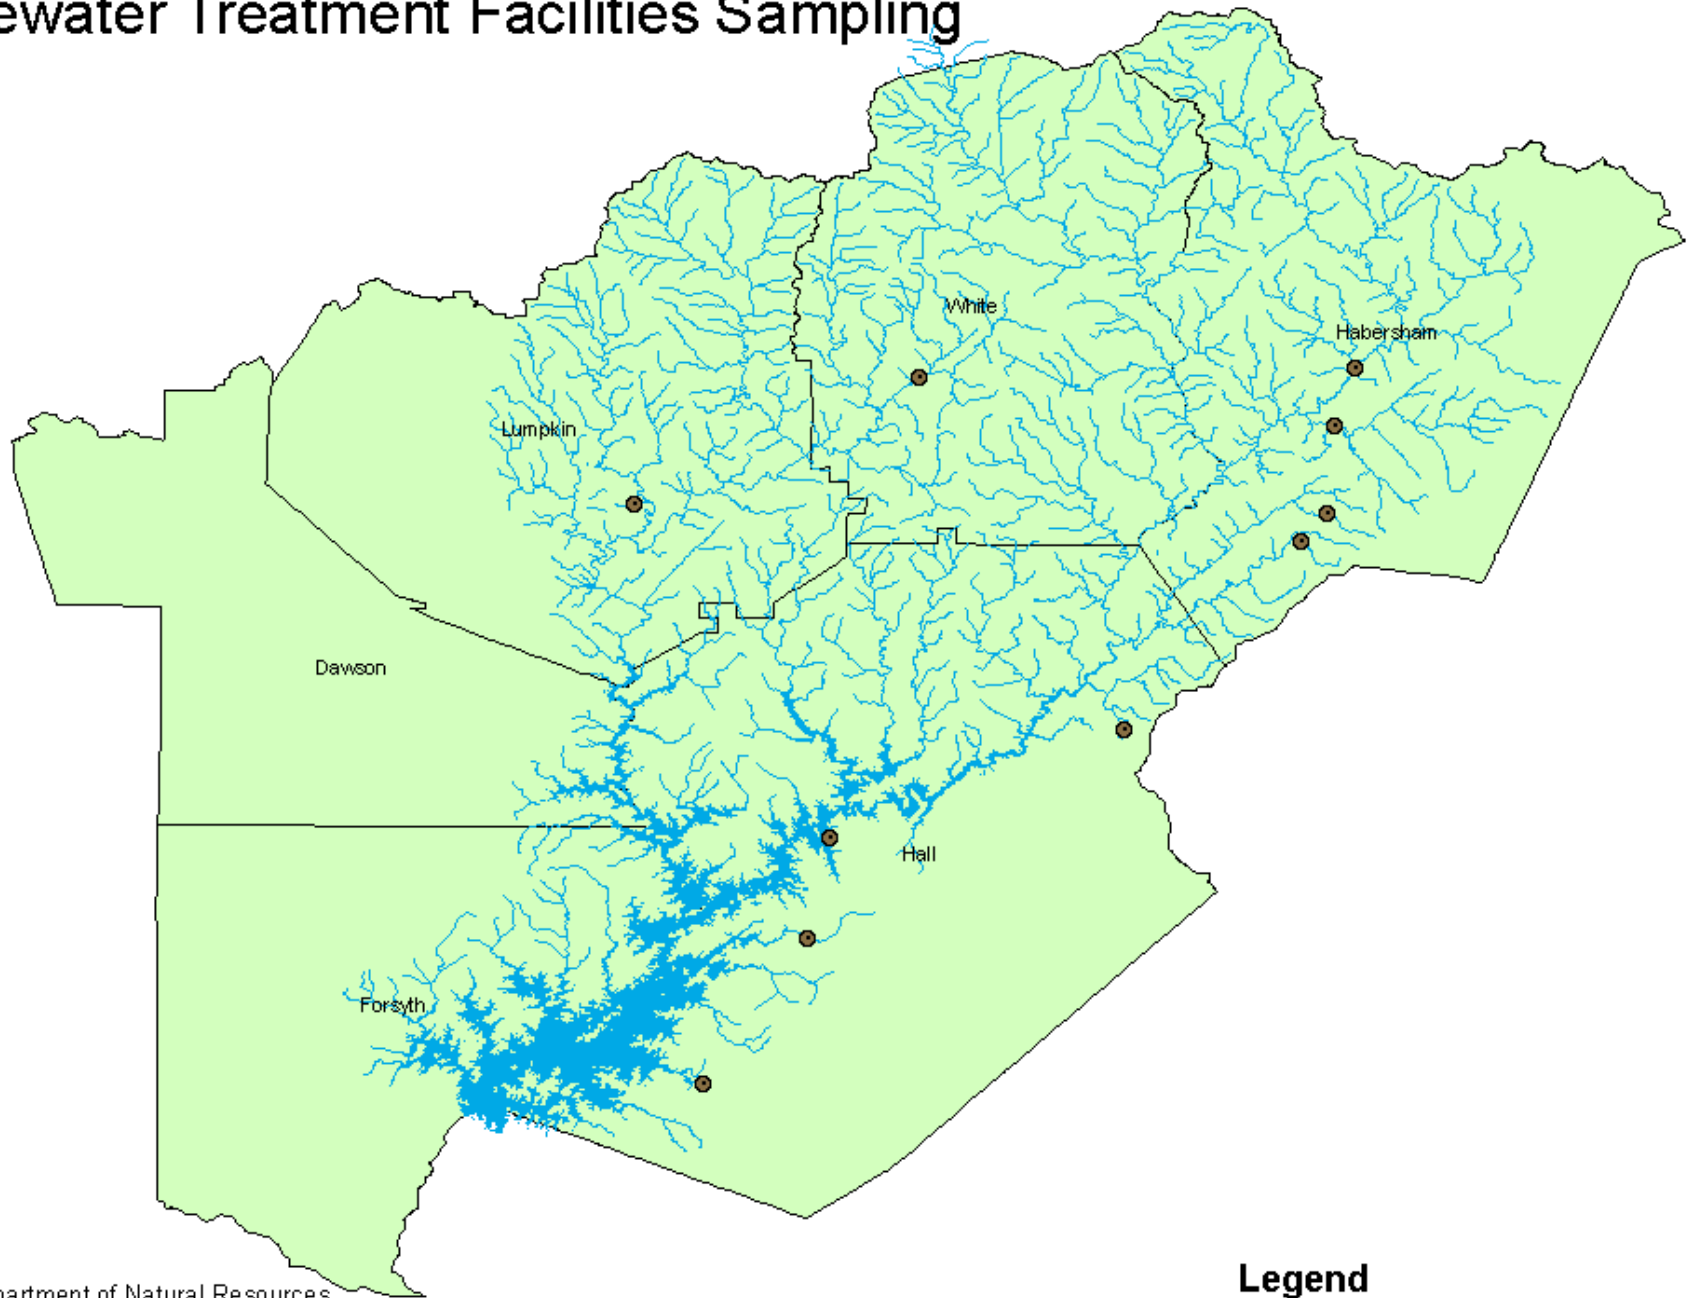 ewater Treatment Facilities Sampling
White
Habersham
Lumpkin
Dawson
Hall
Forsyth
Legend
partment of Natural Resources